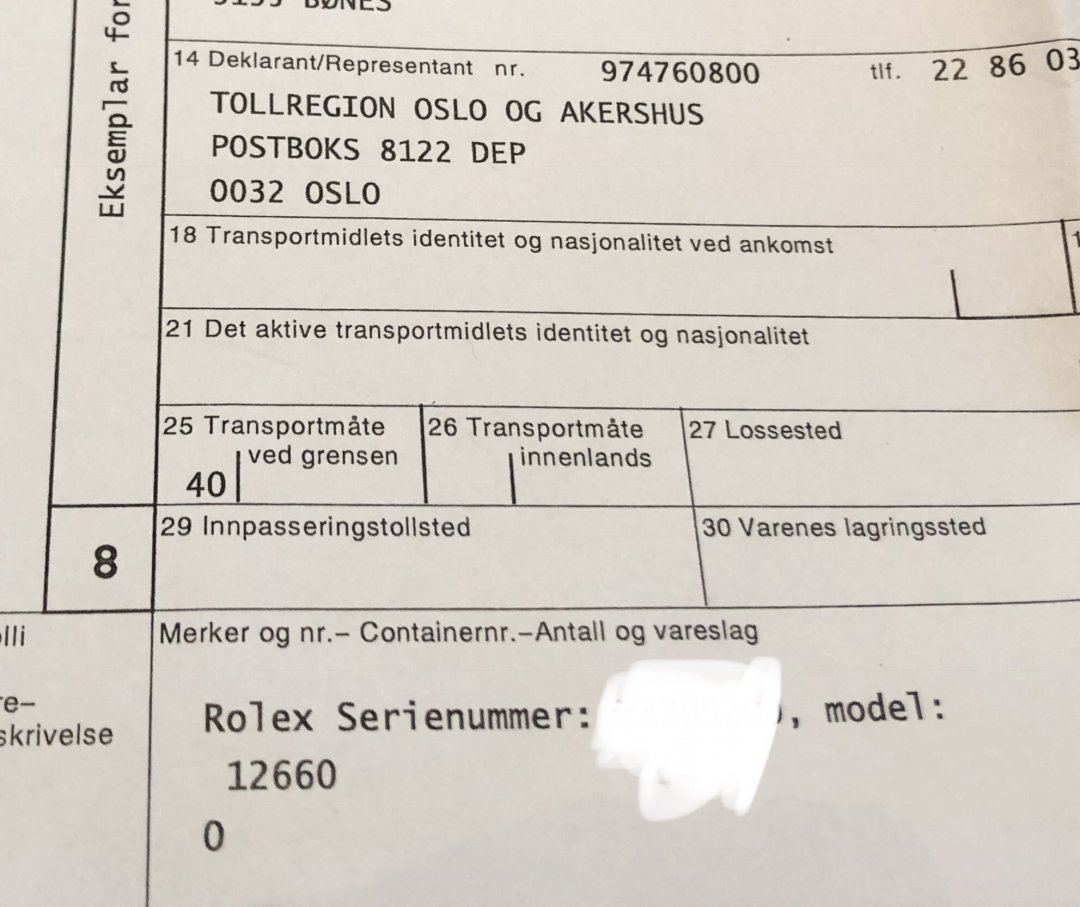 BØNES
Eksemplar for
14 Deklarant/Representant nr. 974760800 tlf. 22 86 03
TOLLREGION OSLO OG AKERSHUS
POSTBOKS 8122 DEP
0032 OSLO
18 Transportmidlets identitet og nasjonalitet ved ankomst
21 Det aktive transportmidlets identitet og nasjonalitet
25 Transportmåte
ved grensen
40
26 Transportmåte
innenlands
27 Lossested
8
29 Innpasseringstollsted
30 Varenes lagringssted
Merker og nr.– Containernr.–Antall og vareslag
Rolex Serienummer: , model:
12660
0